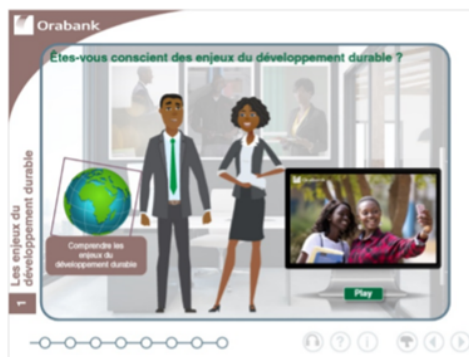 Orabank
Êtes-vous conscient des enjeux du développement durable ?
1 Les enjeux du
développement durable
Comprendre les
enjeux du
développement durable
Orabank
Play